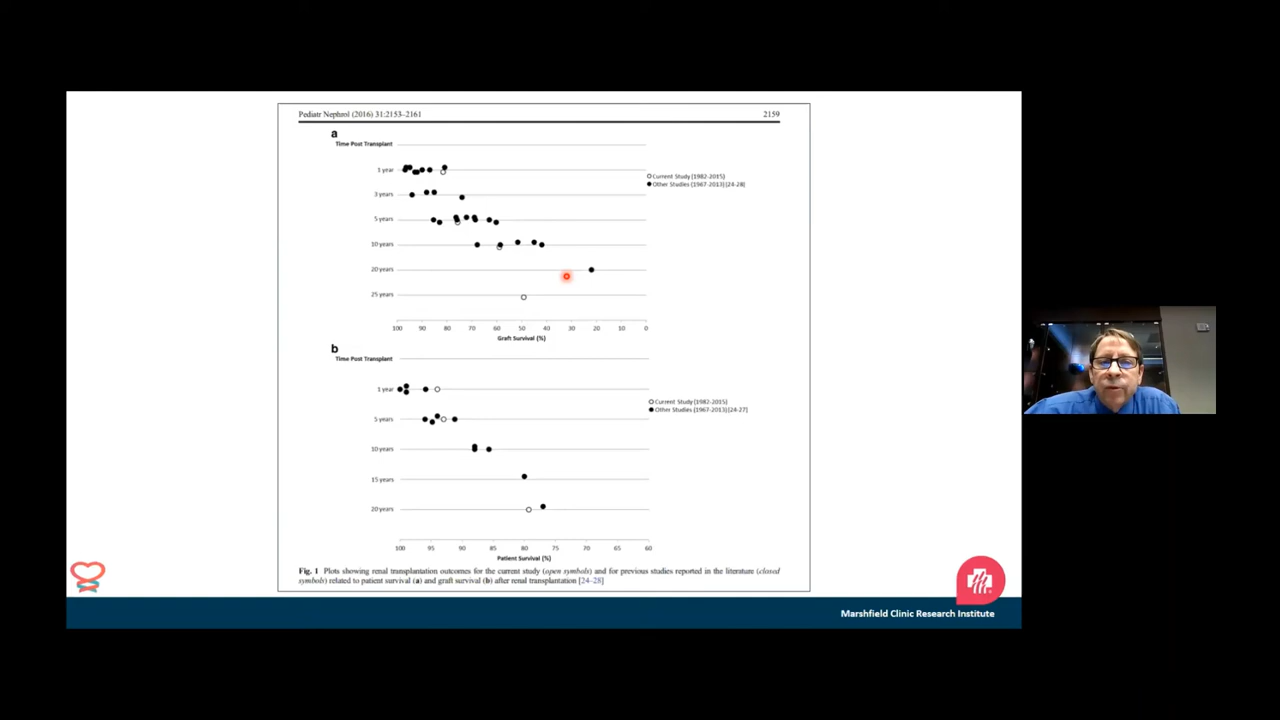 Pediatr Nephrol (2016) 31:2153–2161 2159
a
Time Post Transplant
1 year
3 years
5 years
10 years
20 years
25 years
Current Study (1982-2015)
Other Studies (1967-2013) [24-28]
100 90 80 70 60 50 40 30 20 10 0
Graft Survival (%)
b
Time Post Transplant
1 year
5 years
10 years
15 years
20 years
Current Study (1982-2015)
Other Studies (1967-2013) [24-27]
100 95 90 85 80 75 70 65 60
Patient Survival (%)
Fig. 1 Plots showing renal transplantation outcomes for the current study (open symbols) and for previous studies reported in the literature (closed
symbols) related to patient survival (a) and graft survival (b) after renal transplantation [24–28]
Marshfield Clinic Research Institute